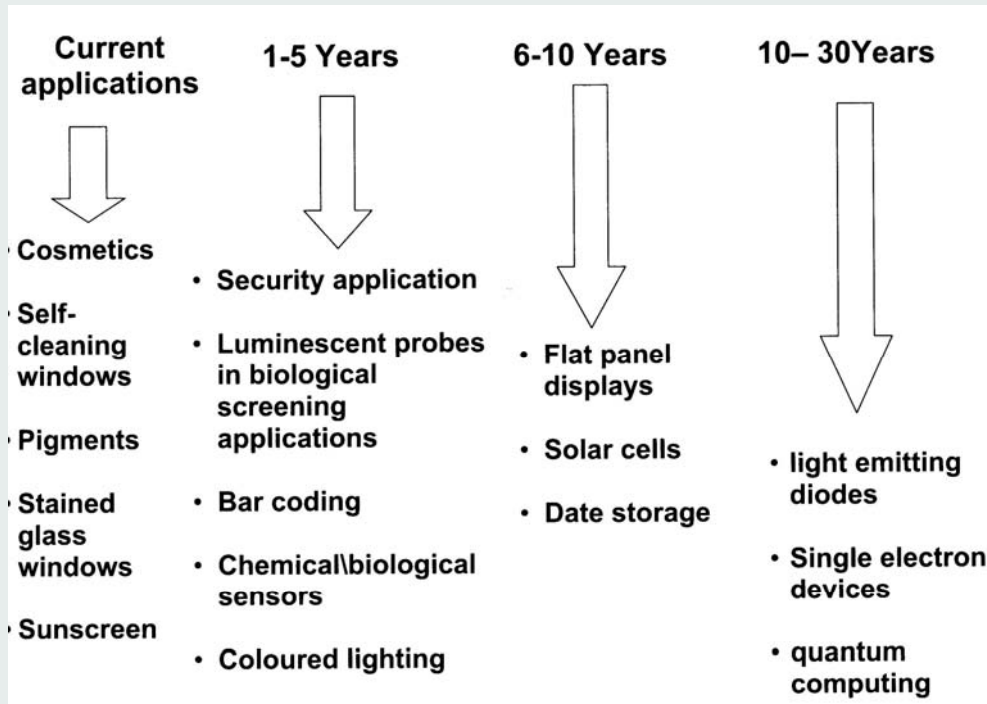 Current
applications
• Cosmetics
• Self-
cleaning
windows
• Pigments
• Stained
glass
windows
• Sunscreen
1-5 Years
• Security application
• Luminescent probes
in biological
screening
applications
• Bar coding
• Chemical\biological
sensors
• Coloured lighting
6-10 Years
• Flat panel
displays
• Solar cells
• Date storage
10– 30Years
• light emitting
diodes
• Single electron
devices
• quantum
computing